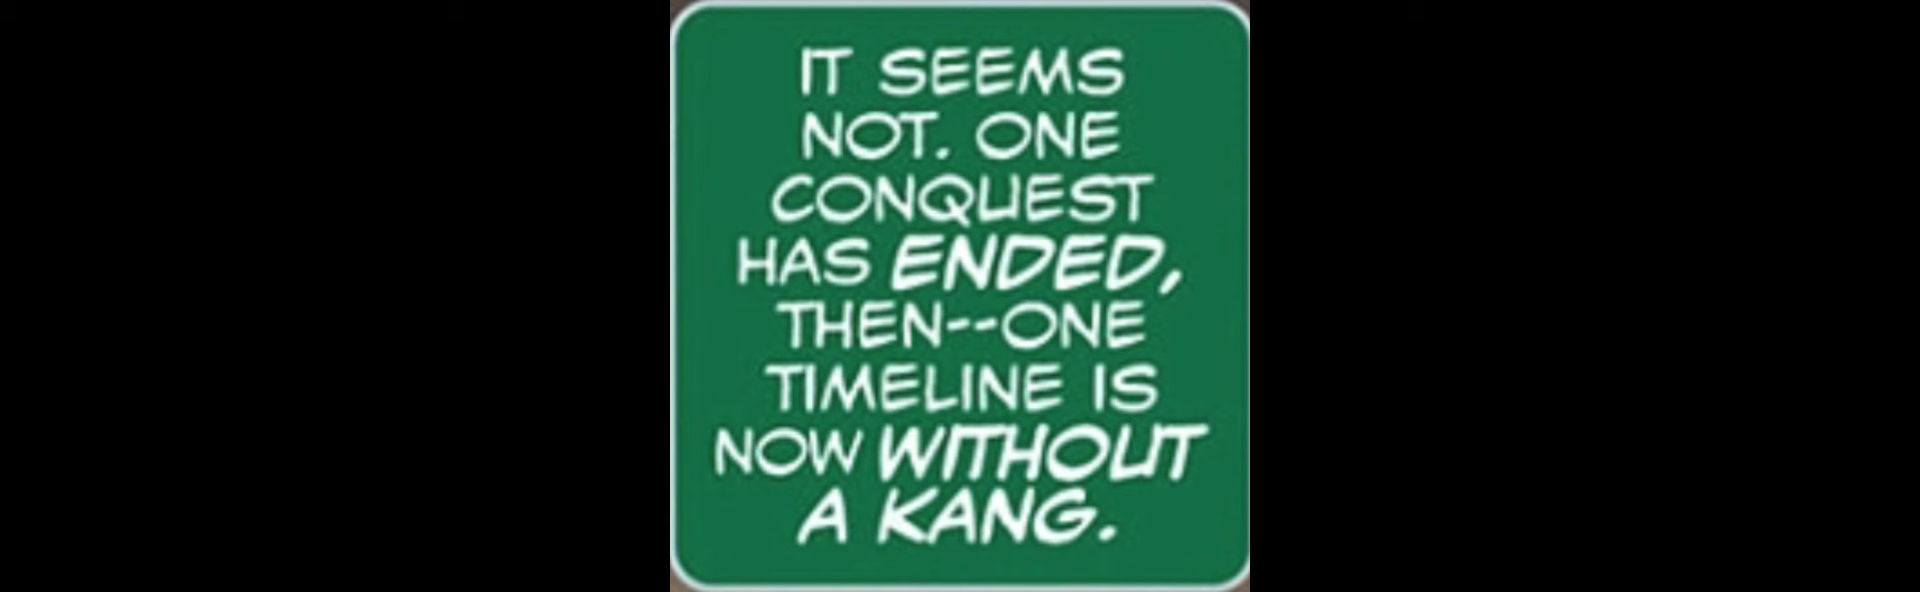 IT SEEMS
NOT. ONE
CONQUEST
HAS ENDED,
THEN--ONE
TIMELINE IS
NOW WITHOUT
A KANG.